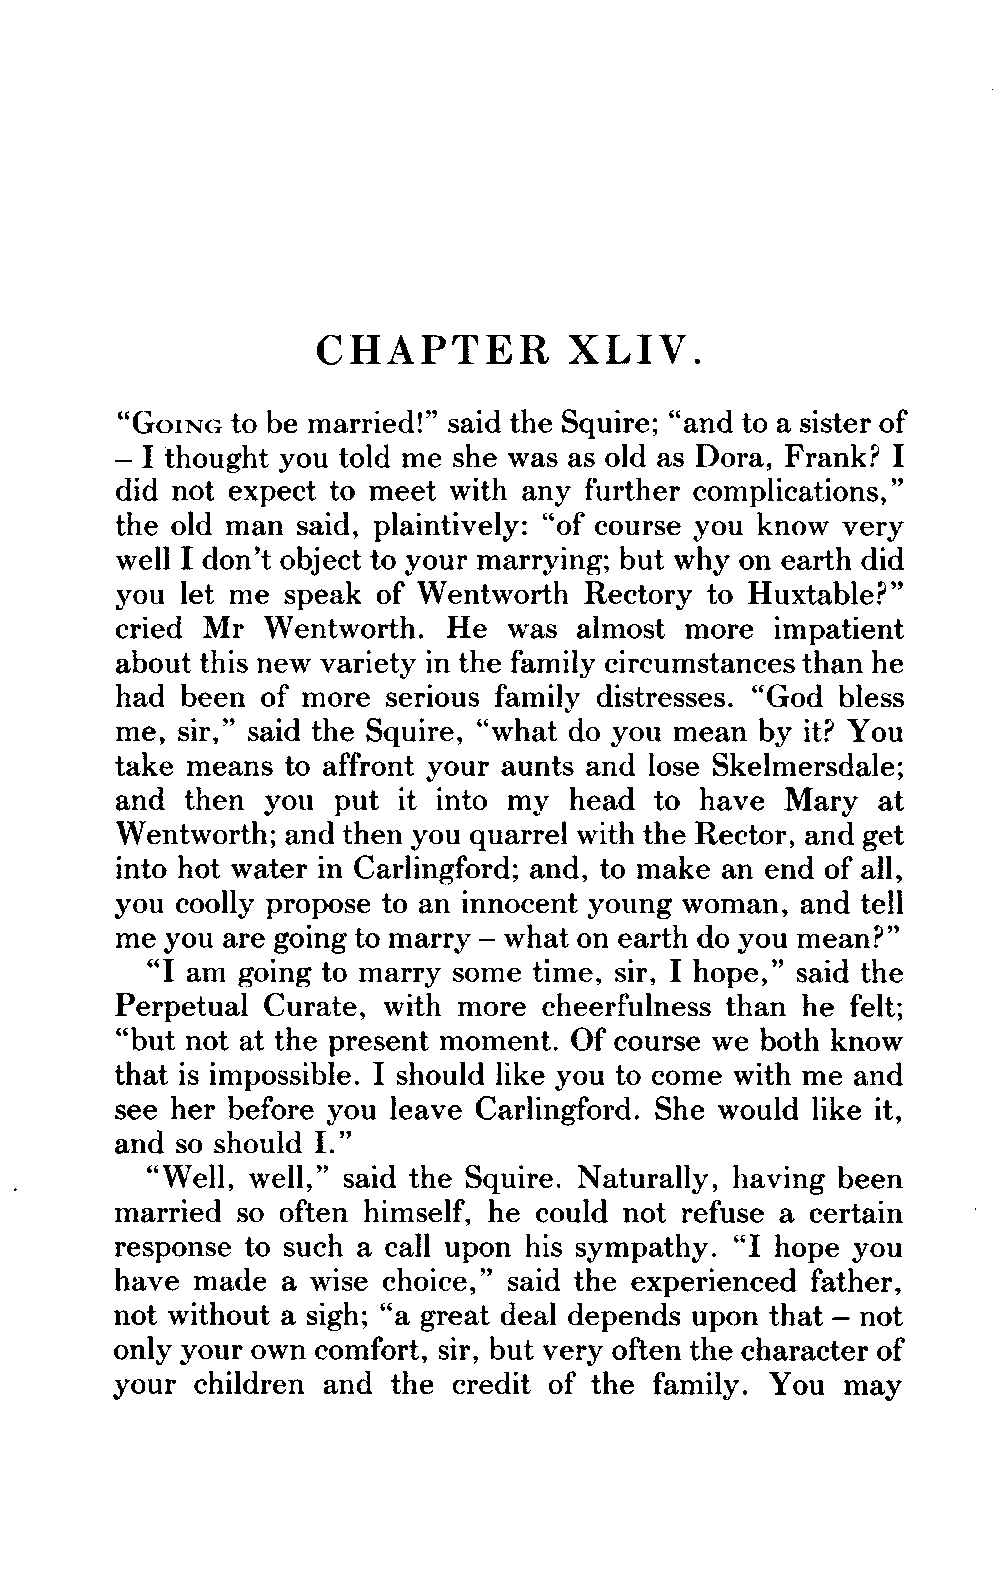 CHAPTER XLIV.
“GOING to be married!” said the Squire; “and to a sister of
– I thought you told me she was as old as Dora, Frank? I
did not expect to meet with any further complications,”
the old man said, plaintively: “of course you know very
well I don’t object to your marrying; but why on earth did
you let me speak of Wentworth Rectory to Huxtable?”
cried Mr Wentworth. He was almost more impatient
about this new variety in the family circumstances than he
had been of more serious family distresses. “God bless
me, sir,” said the Squire, “what do you mean by it? You
take means to affront your aunts and lose Skelmersdale;
and then you put it into my head to have Mary at
Wentworth; and then you quarrel with the Rector, and get
into hot water in Carlingford; and, to make an end of all,
you coolly propose to an innocent young woman, and tell
me you are going to marry – what on earth do you mean?”
“I am going to marry some time, sir, I hope,” said the
Perpetual Curate, with more cheerfulness than he felt;
“but not at the present moment. Of course we both know
that is impossible. I should like you to come with me and
see her before you leave Carlingford. She would like it,
and so should I.”
“Well, well,” said the Squire. Naturally, having been
married so often himself, he could not refuse a certain
response to such a call upon his sympathy. “I hope you
have made a wise choice,” said the experienced father,
not without a sigh; “a great deal depends upon that – not
only your own comfort, sir, but very often the character of
your children and the credit of the family. You may